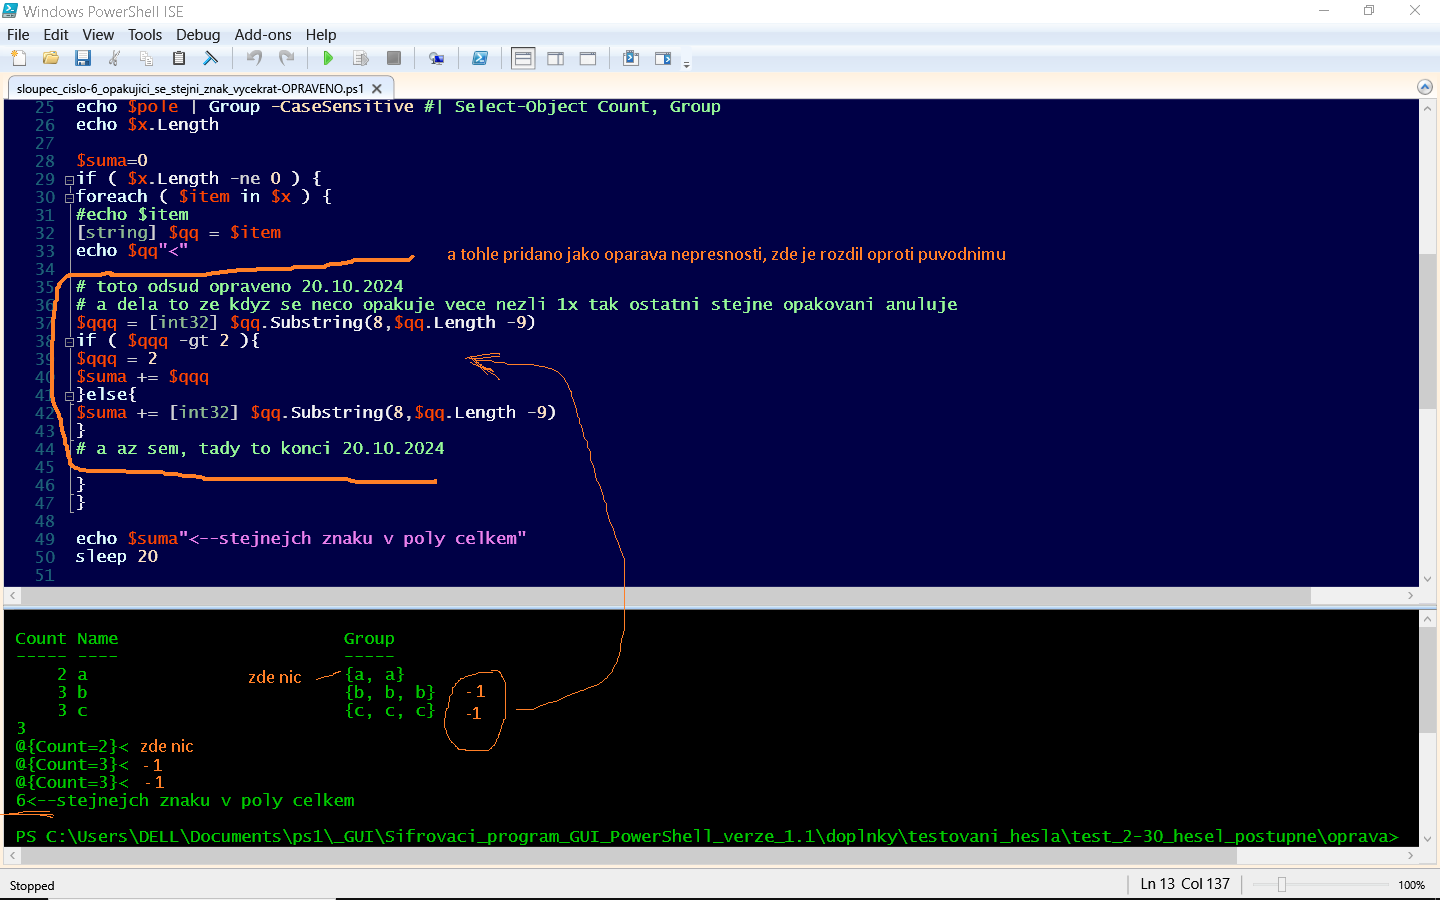 Windows PowerShell ISE
File Edit View Tools Debug Add-ons Help
sloupec_cislo-6_opakujici_se_stejni_znak_vycekrat-OPRAVENO.ps1
25 echo $pole | Group -CaseSensitive #| Select-Object Count, Group
26 echo $x.Length
27
28 $suma=0
29 if ( $x.Length -ne 0 ) {
30 foreach ( $item in $x ) {
31 #echo $item
32 [string] $qq = $item
33 echo $qq"<"
a tohle pridano jako oparava nepresnosti, zde je rozdil oproti puvodnimu
34
35 # toto odsud opraveno 20.10.2024
36 # a dela to ze kdyz se neco opakuje vece nezli 1x tak ostatni stejne opakovani anuluje
37 $qqq = [int32] $qq.Substring(8,$qq.Length -9)
38 if ( $qqq -gt 2 ){
39 $qqq = 2
40 $suma += $qqq
41 }else{
42 $suma += [int32] $qq.Substring(8,$qq.Length -9)
43 }
44 # a az sem, tady to konci 20.10.2024
45
46 }
47 }
48
49 echo $suma"<--stejnejch znaku v poly celkem"
50 sleep 20
51
Count Name Group
----- ---- -----
2 a zde nic {a, a}
3 b {b, b, b} -1
3 c {c, c, c} -1
3
@{Count=2}< zde nic
@{Count=3}< -1
@{Count=3}< -1
6<--stejnejch znaku v poly celkem
PS C:\Users\DELL\Documents\ps1\_GUI\Sifrovaci_program_GUI_PowerShell_verze_1.1\doplnky\testovani_hesla\test_2-30_hesel_postupne\oprava>
Stopped Ln 13 Col 137 100%